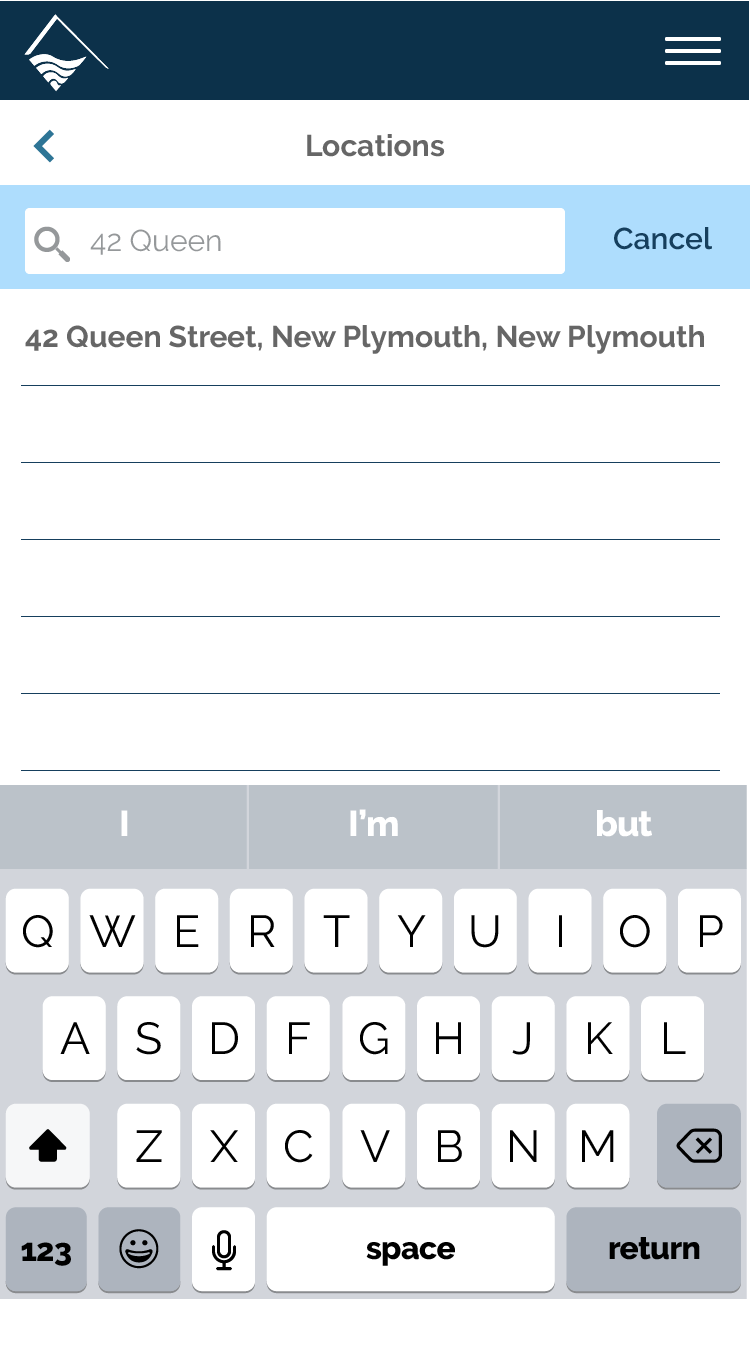 Locations
42 Queen Cancel
42 Queen Street, New Plymouth, New Plymouth
I I'm but
Q W E R T Y U I O P
A S D F G H J K L
Z X C V B N M
123 space return